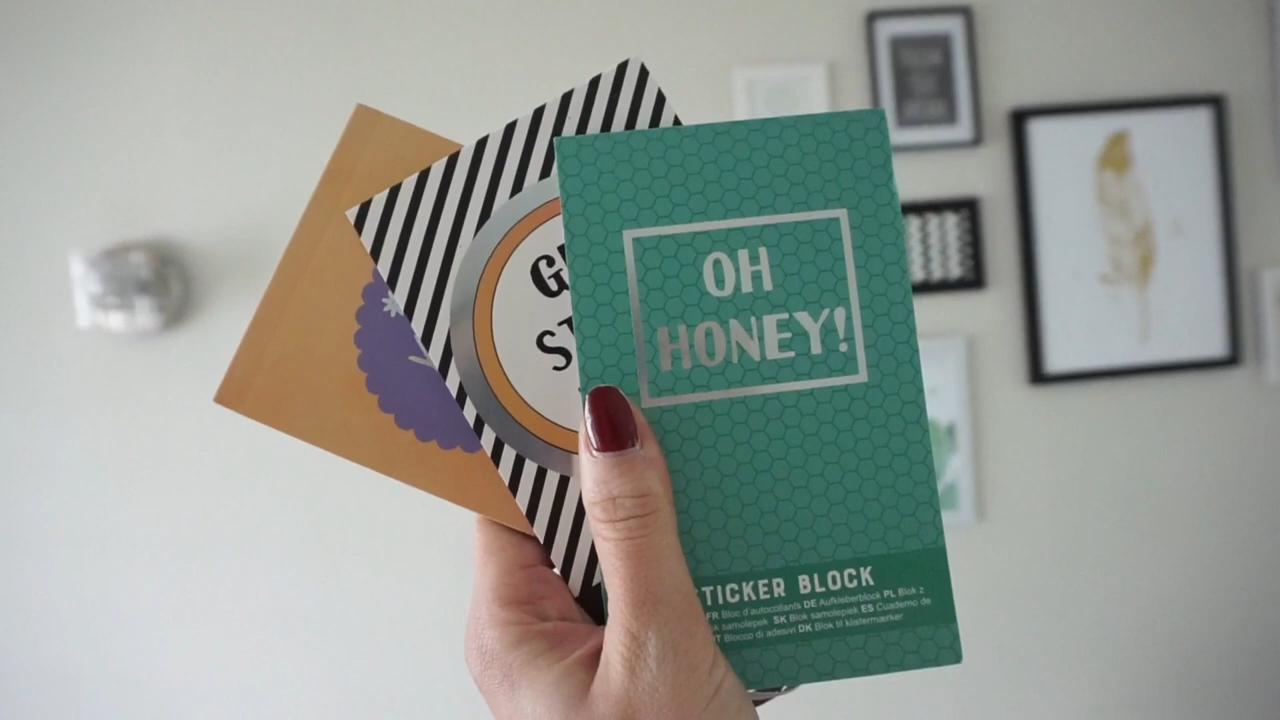 OH
HONEY!
TICKER BLOCK
FR Bloc d'autocollants DE Aufkleberblock PL Blok z
samolepek SK Blok samolepiek ES Cuaderno de
Blocco di adesivi DK Blok til klistermærker